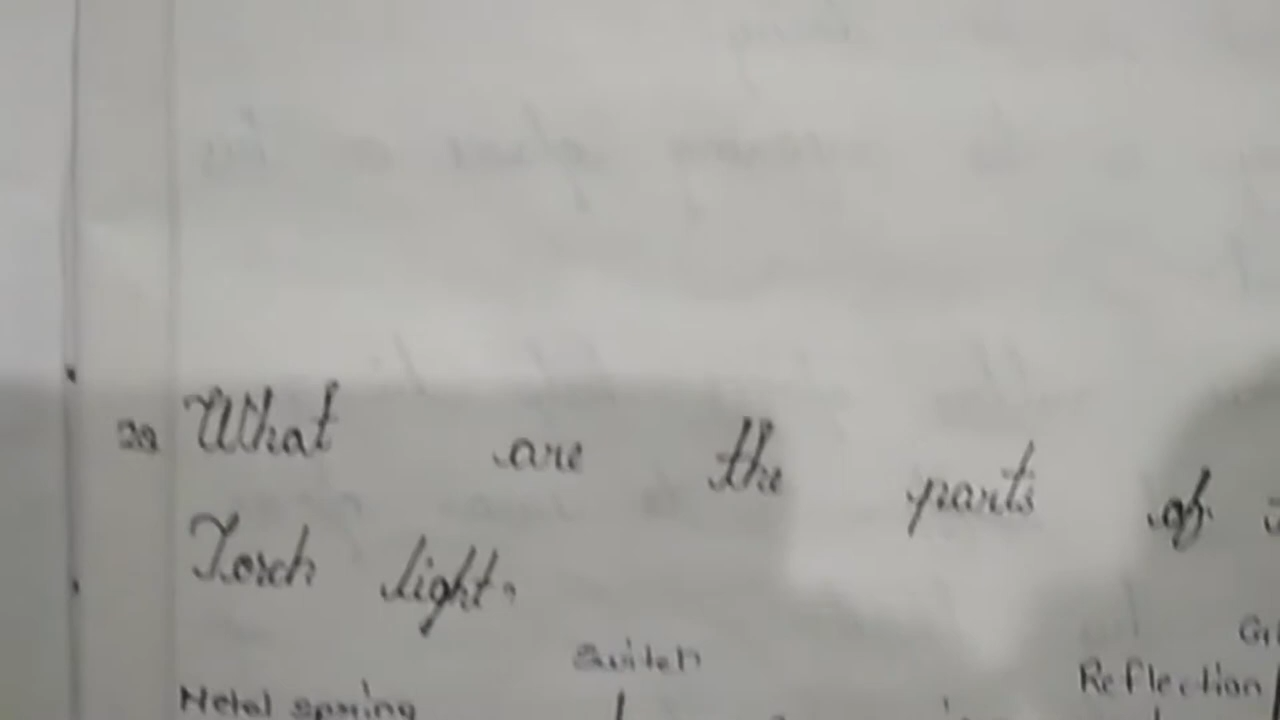 What are the parts of
Torch light.
Switch
Reflection
Metal spring